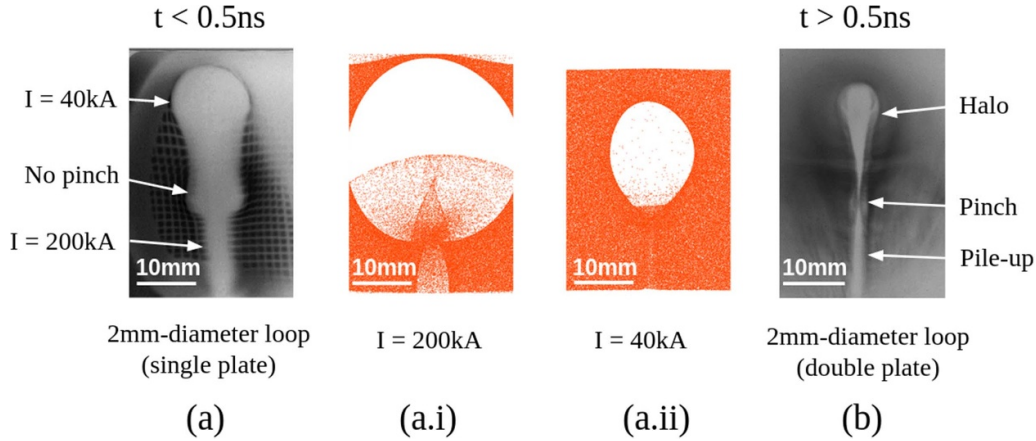 t < 0.5ns
t > 0.5ns
I = 40kA
No pinch
I = 200kA
10mm
10mm
10mm
10mm
Halo
Pinch
Pile-up
2mm-diameter loop
(single plate)
I = 200kA
I = 40kA
2mm-diameter loop
(double plate)
(a)
(a.i)
(a.ii)
(b)